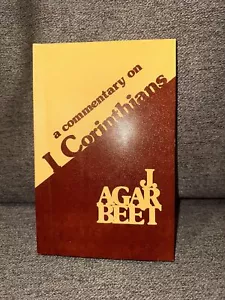 a commentary on
I Corinthians
J.
AGAR
BEET